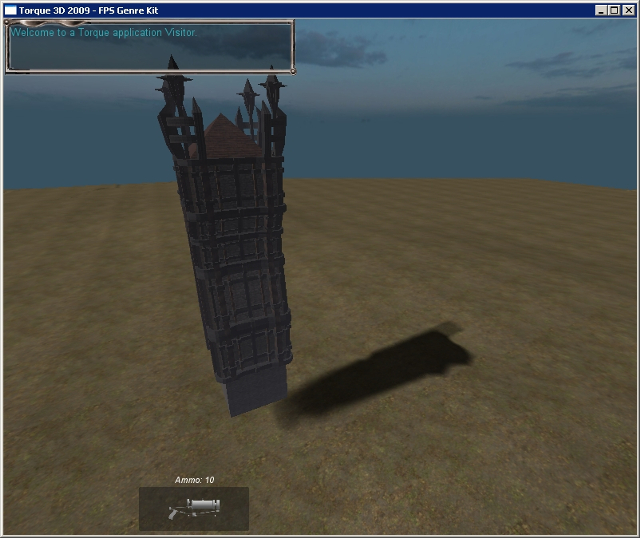 Torque 3D 2009 - FPS Genre Kit
Welcome to a Torque application Visitor.
Ammo: 10